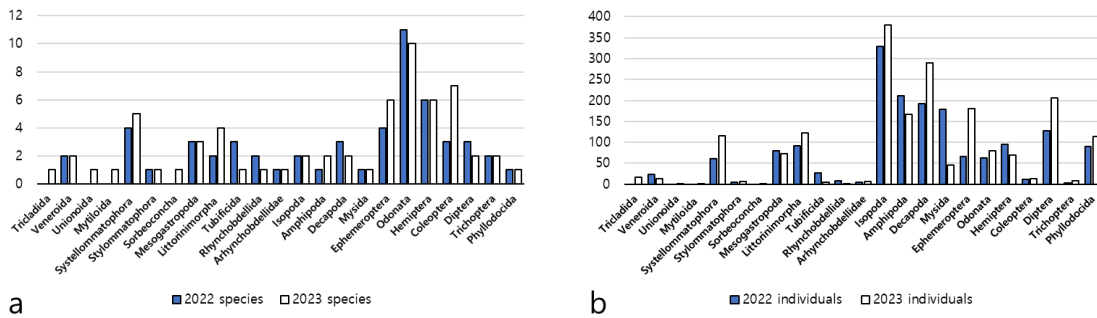 12
10
8
6
4
2
0
Tricladida
Veneroida
Unionoida
Mytiloida
Systellommatophora
Stylommatophora
Sorbeoconcha
Mesogastropoda
Littorinimorpha
Tubificida
Rhynchobdellida
Arhynchobdellidae
Isopoda
Amphipoda
Decapoda
Mysida
Ephemeroptera
Odonata
Hemiptera
Coleoptera
Diptera
Trichoptera
Phyllodocida
a
2022 species
2023 species
400
350
300
250
200
150
100
50
0
Tricladida
Veneroida
Unionoida
Mytiloida
Systellommatophora
Stylommatophora
Sorbeoconcha
Mesogastropoda
Littorinimorpha
Tubificida
Rhynchobdellida
Arhynchobdellidae
Isopoda
Amphipoda
Decapoda
Mysida
Ephemeroptera
Odonata
Hemiptera
Coleoptera
Diptera
Trichoptera
Phyllodocida
b
2022 individuals
2023 individuals